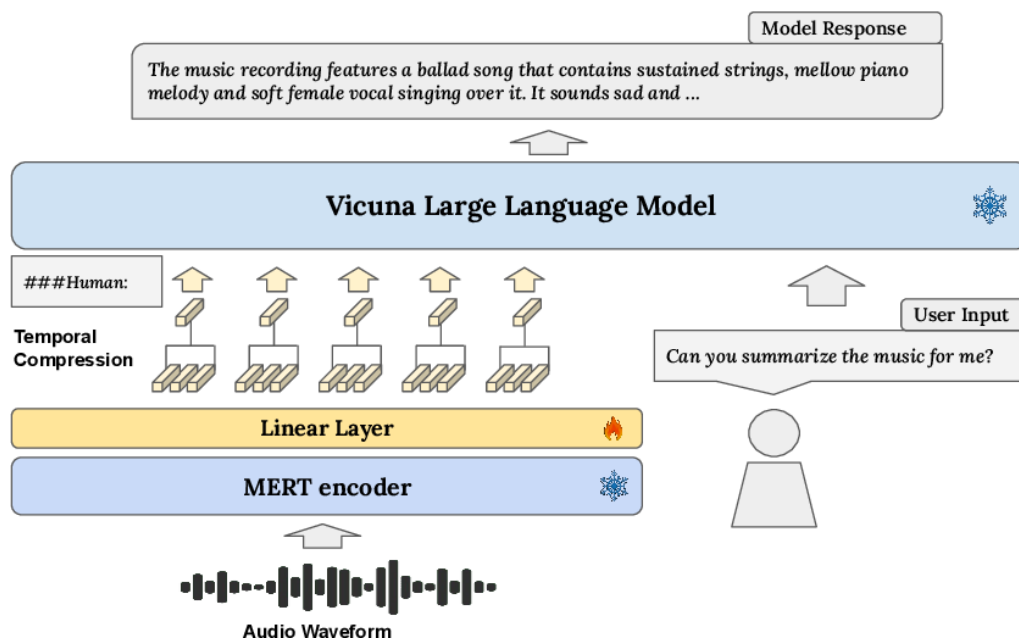 Model Response
The music recording features a ballad song that contains sustained strings, mellow piano
melody and soft female vocal singing over it. It sounds sad and ...
Vicuna Large Language Model
###Human:
User Input
Temporal
Compression
Can you summarize the music for me?
Linear Layer
MERT encoder
Audio Waveform